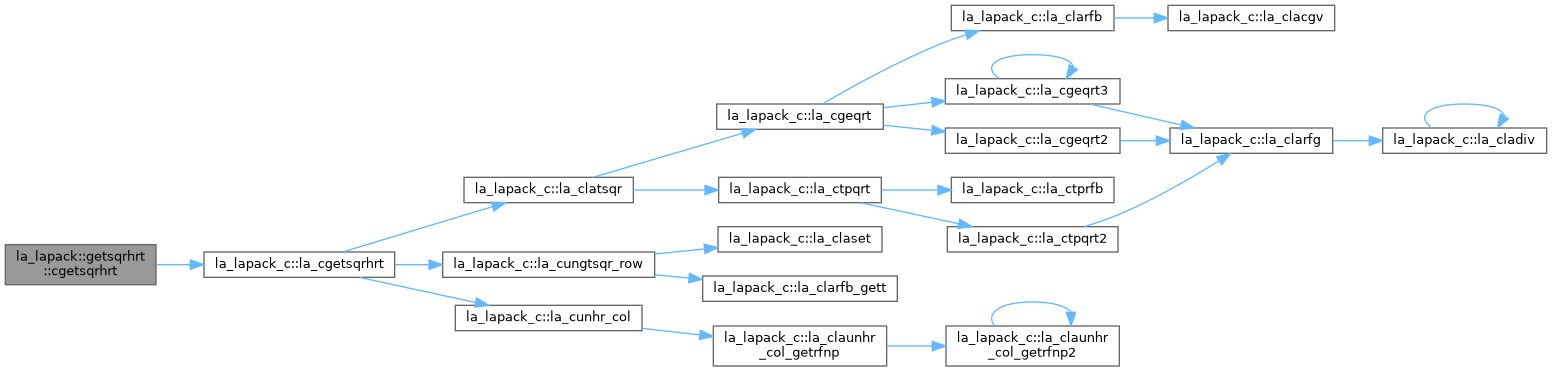 la_lapack_c::la_clarfb
la_lapack_c::la_clacgv
la_lapack_c::la_cgeqrt3
la_lapack_c::la_cgeqrt
la_lapack_c::la_cgeqrt2
la_lapack_c::la_clarfg
la_lapack_c::la_cladiv
la_lapack_c::la_clatsqr
la_lapack_c::la_ctpqrt
la_lapack_c::la_ctprfb
la_lapack_c::la_claset
la_lapack_c::la_ctpqrt2
la_lapack::getsqrhrt
::cgetsqrhrt
la_lapack_c::la_cgetsqrhrt
la_lapack_c::la_cungtsqr_row
la_lapack_c::la_clarfb_gett
la_lapack_c::la_cunhr_col
la_lapack_c::la_claunhr
_col_getrfnp
la_lapack_c::la_claunhr
_col_getrfnp2